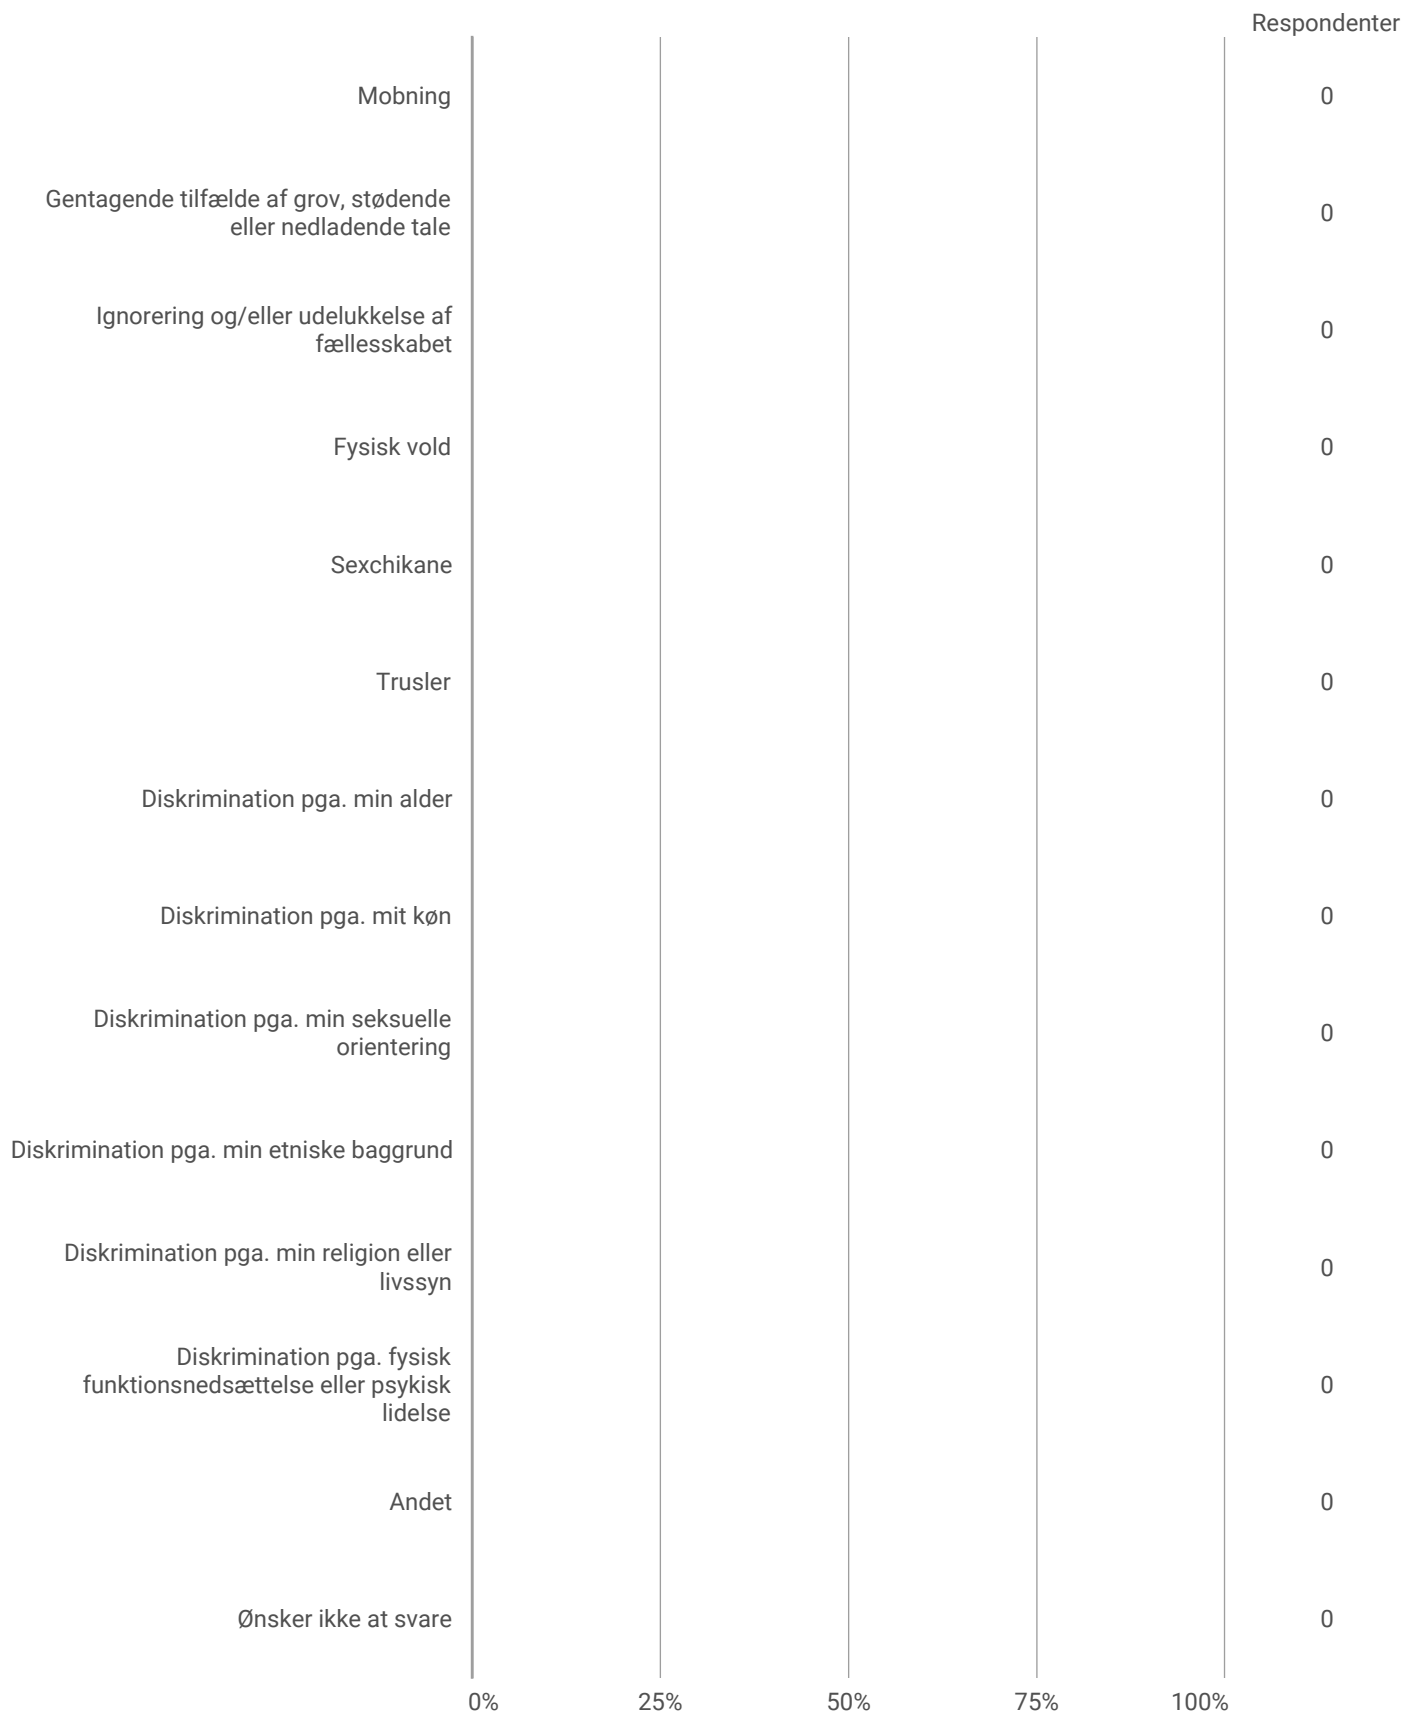 Respondenter
Mobning
0
Gentagende tilfælde af grov, stødende
eller nedladende tale
0
Ignorering og/eller udelukkelse af
fællesskabet
0
Fysisk vold
0
Sexchikane
0
Trusler
0
Diskrimination pga. min alder
0
Diskrimination pga. mit køn
0
Diskrimination pga. min seksuelle
orientering
0
Diskrimination pga. min etniske baggrund
0
Diskrimination pga. min religion eller
livssyn
0
Diskrimination pga. fysisk
funktionsnedsættelse eller psykisk
lidelse
0
Andet
0
Ønsker ikke at svare
0
0% 25% 50% 75% 100%